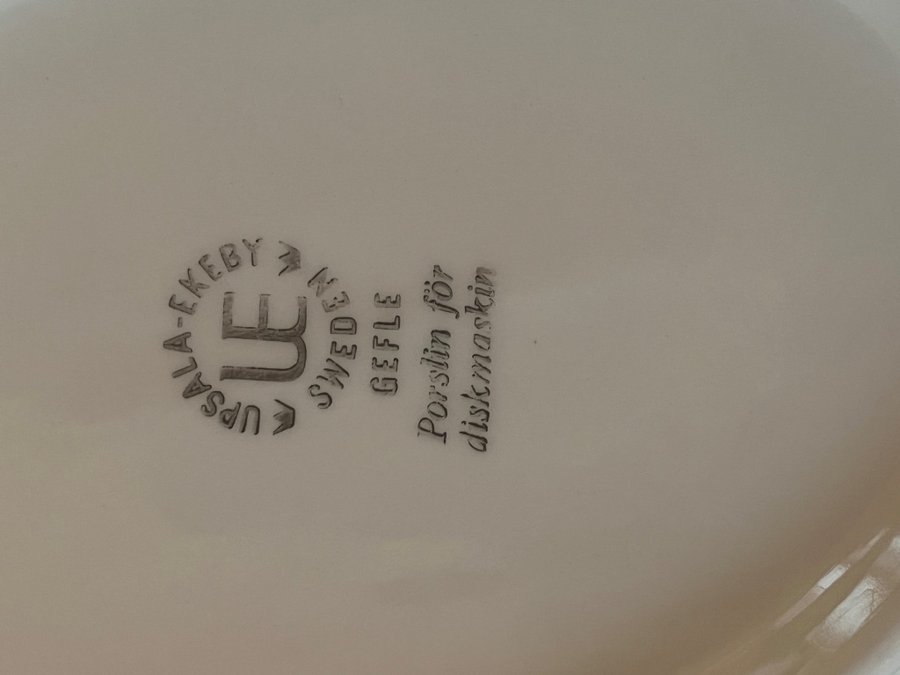 UPSALA-EKEBY
UE
SWEDEN
GEFLE
Porslin för
diskmaskin